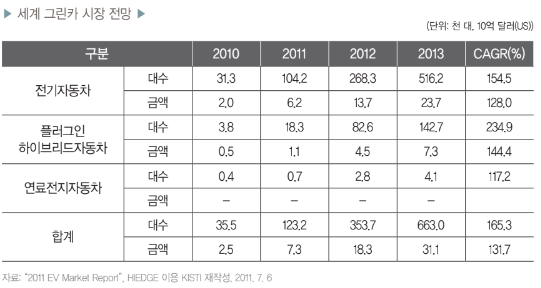 ▶ 세계 그린카 시장 전망 ▶
(단위: 천 대, 10억 달러(US))
구분 2010 2011 2012 2013 CAGR(%)
전기자동차 대수 31.3 104.2 268.3 516.2 154.5
금액 2.0 6.2 13.7 23.7 128.0
플러그인 하이브리드자동차 대수 3.8 18.3 82.6 142.7 234.9
금액 0.5 1.1 4.5 7.3 144.4
연료전지자동차 대수 0.4 0.7 2.8 4.1 117.2
금액 – – – –
합계 대수 35.5 123.2 353.7 663.0 165.3
금액 2.5 7.3 18.3 31.1 131.7
자료: "2011 EV Market Report", HIEDGE 이용 KISTI 재작성, 2011. 7. 6